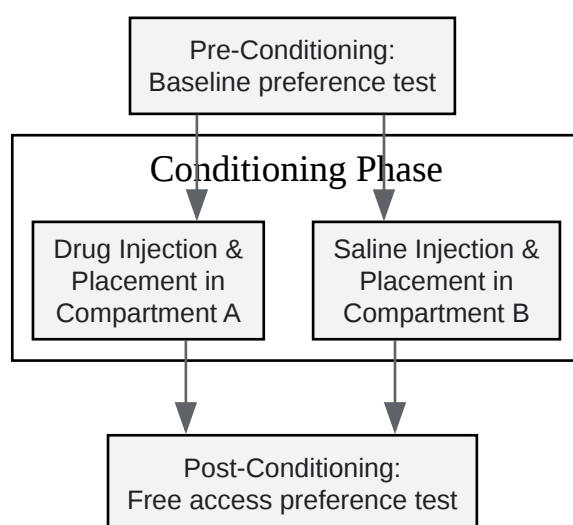 Pre-Conditioning:
Baseline preference test
Conditioning Phase
Drug Injection &
Placement in
Compartment A
Saline Injection &
Placement in
Compartment B
Post-Conditioning:
Free access preference test